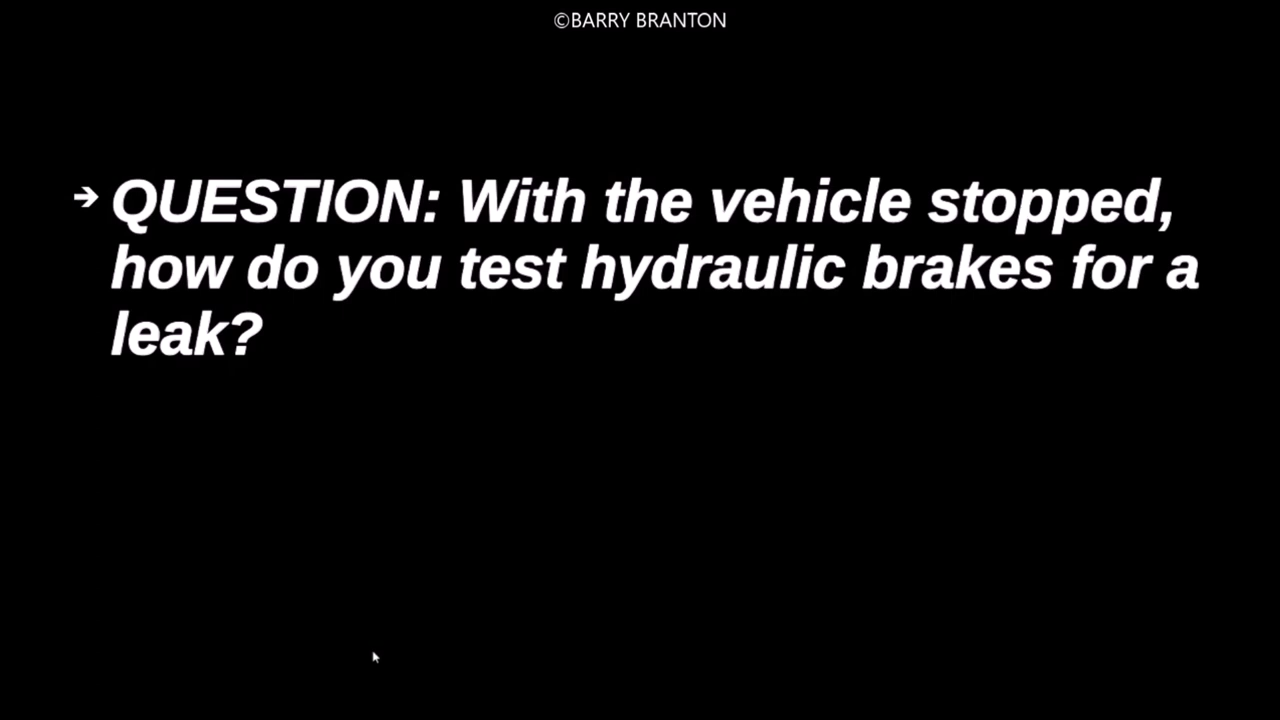 ©BARRY BRANTON
➔ QUESTION: With the vehicle stopped,
how do you test hydraulic brakes for a
leak?